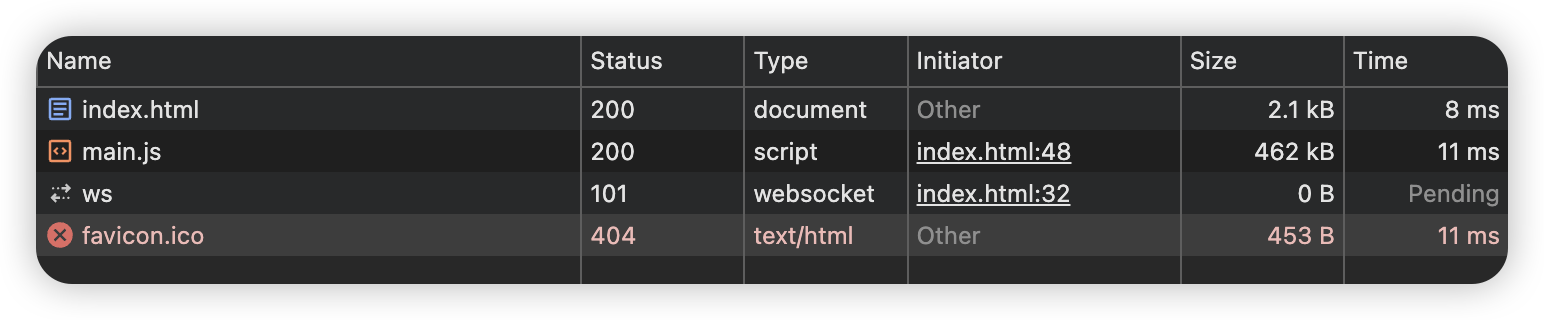 Name Status Type Initiator Size Time
index.html 200 document Other 2.1 kB 8 ms
main.js 200 script index.html:48 462 kB 11 ms
ws 101 websocket index.html:32 0 B Pending
favicon.ico 404 text/html Other 453 B 11 ms